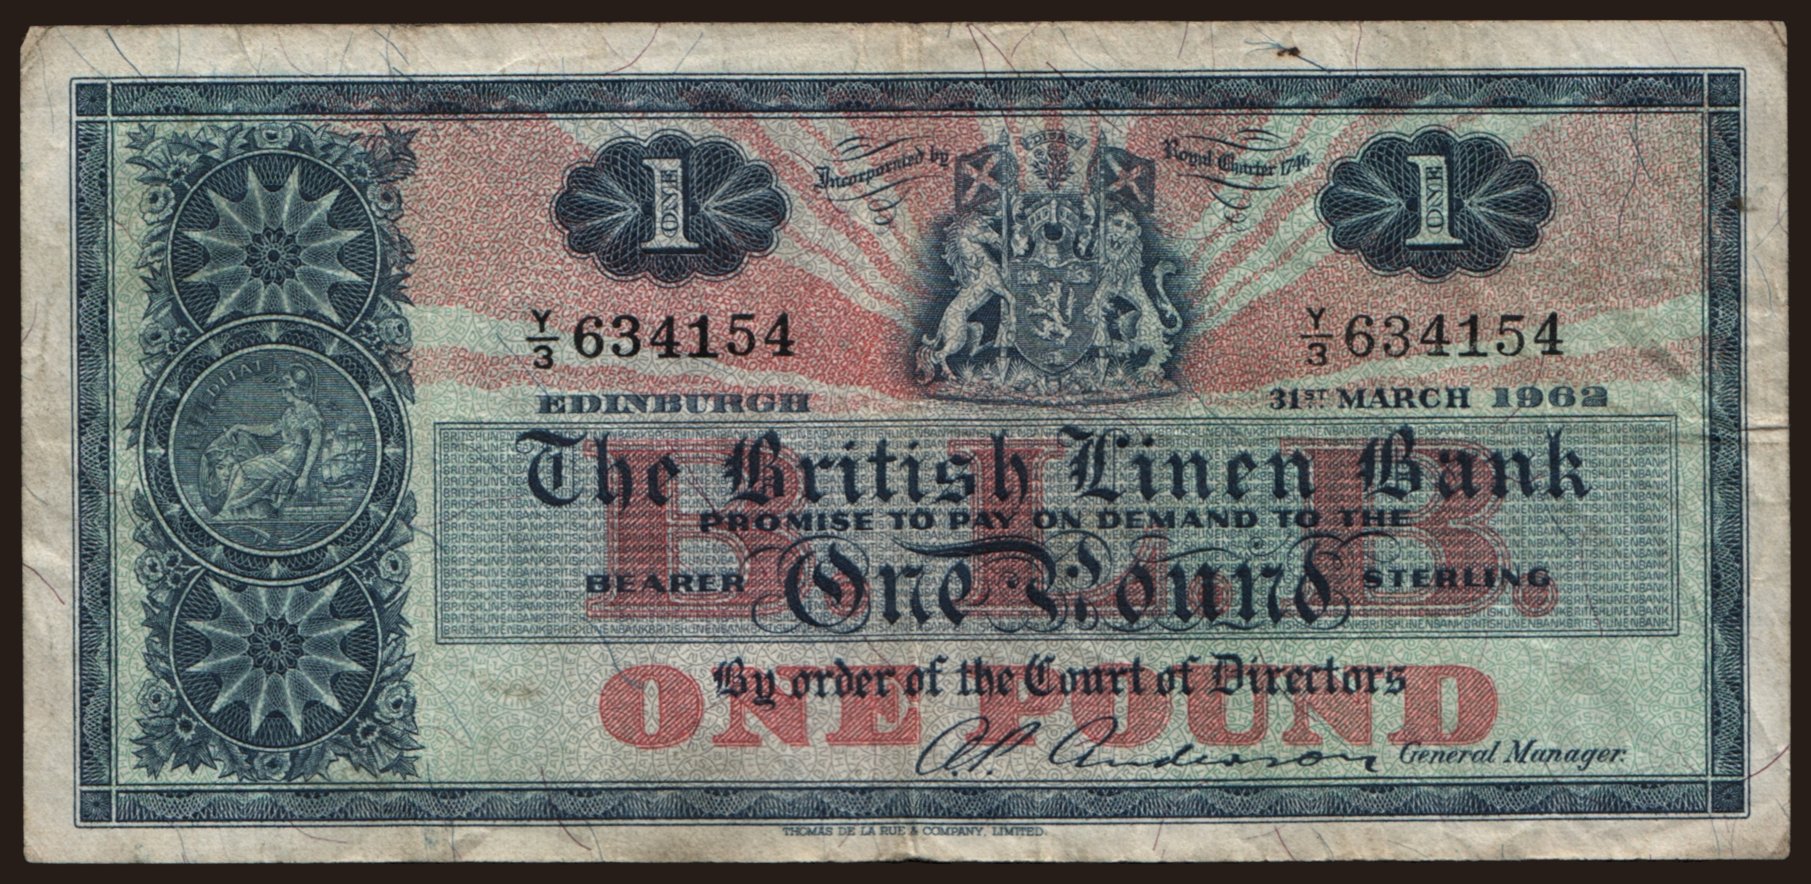 Incorporated by Royal Charter 1746.
1 ONE
1 ONE
Y/3 634154
Y/3 634154
EDINBURGH
31ST MARCH 1962
B.L.B.
The British Linen Bank
PROMISE TO PAY ON DEMAND TO THE
BEARER One Pound STERLING
ONE POUND
By order of the Court of Directors
A.P. Anderson General Manager.
THOMAS DE LA RUE & COMPANY, LIMITED.